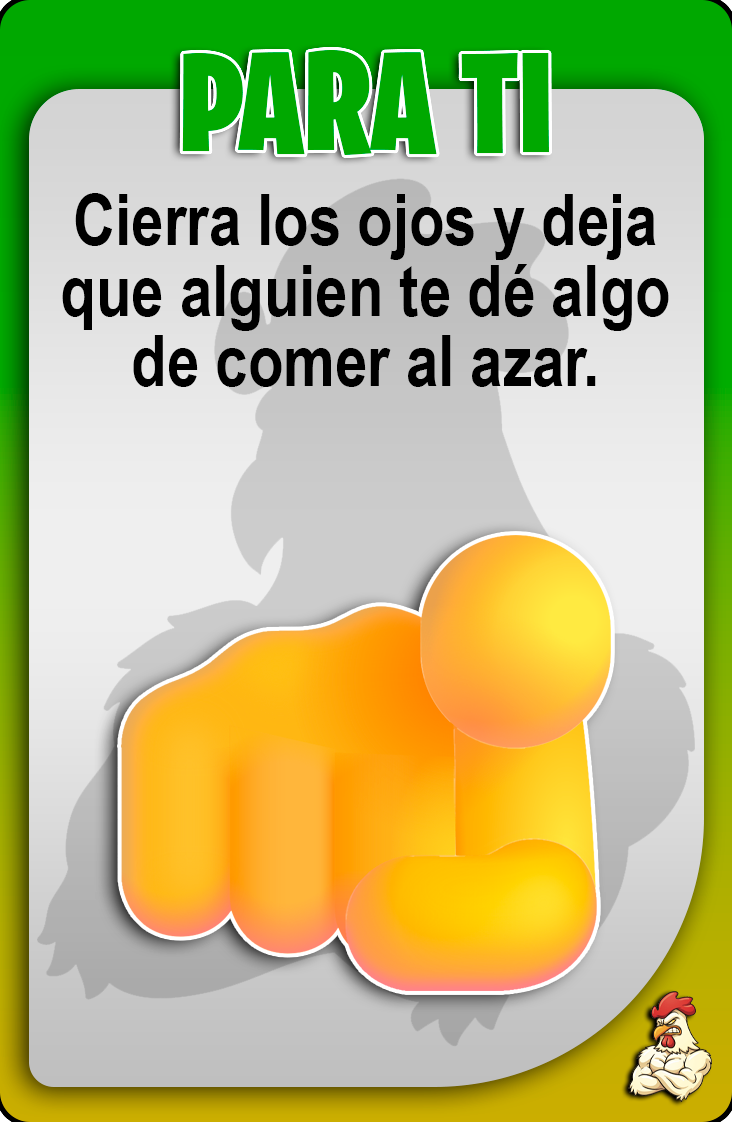 PARA TI
Cierra los ojos y deja
que alguien te dé algo
de comer al azar.